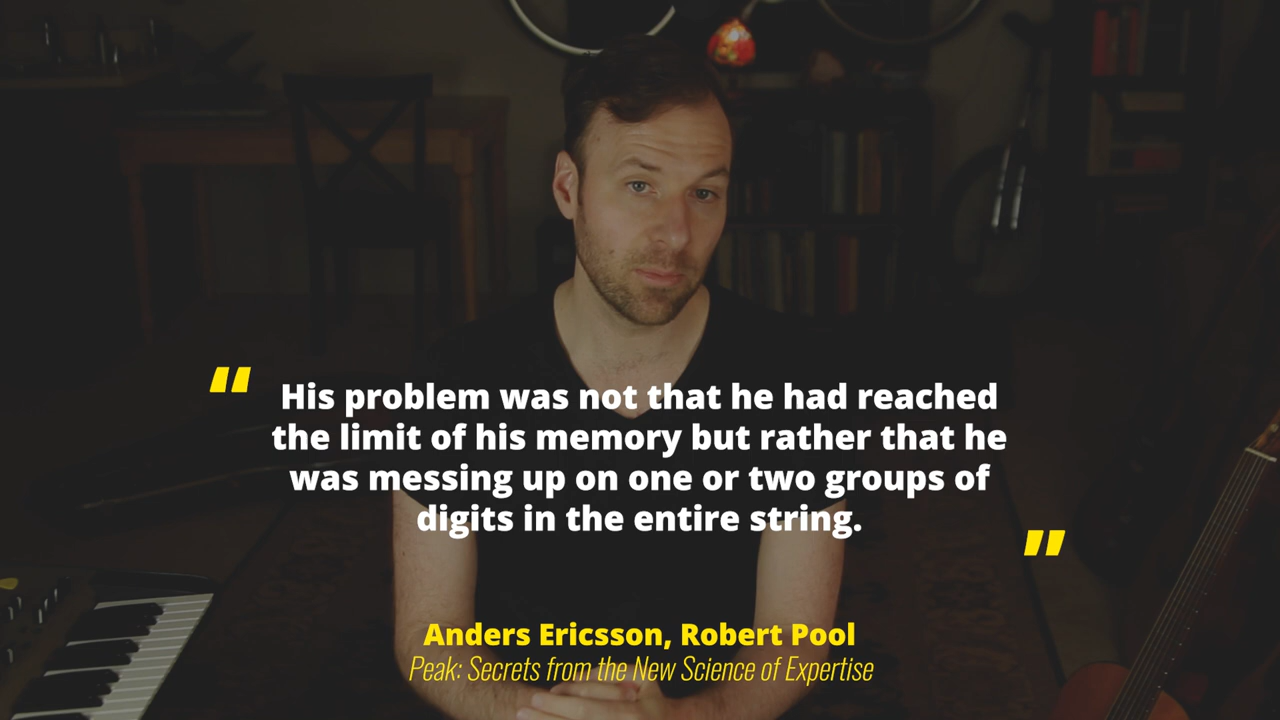 "His problem was not that he had reached
the limit of his memory but rather that he
was messing up on one or two groups of
digits in the entire string."
Anders Ericsson, Robert Pool
Peak: Secrets from the New Science of Expertise